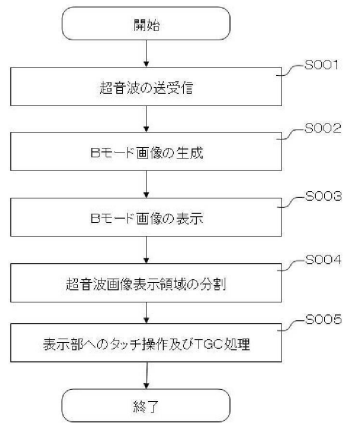 開始
S001
超音波の送受信
S002
Bモード画像の生成
S003
Bモード画像の表示
S004
超音波画像表示領域の分割
S005
表示部へのタッチ操作及びTGC処理
終了